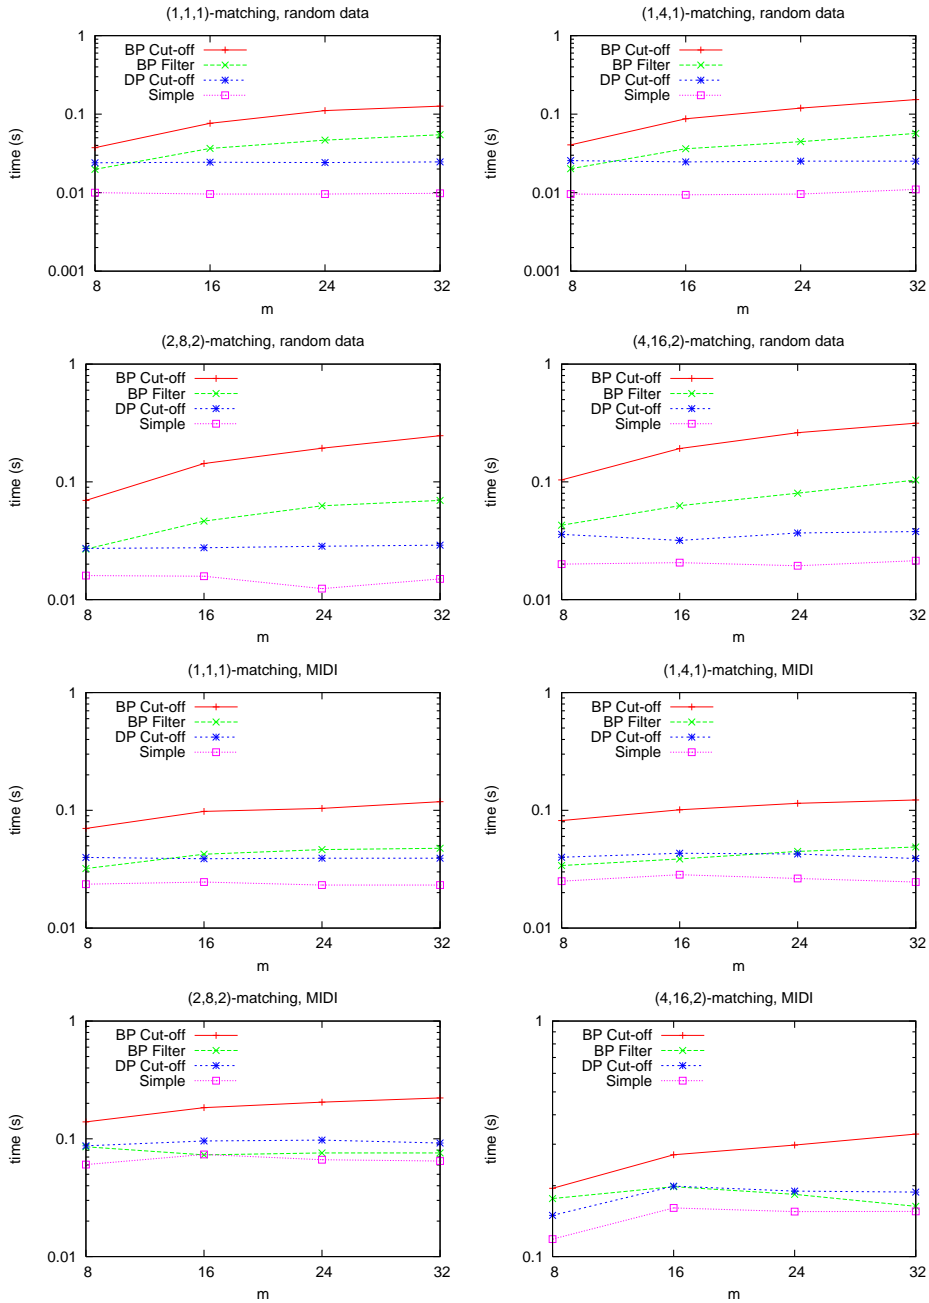 (1,1,1)-matching, random data
1
0.1
0.01
0.001
time (s)
BP Cut-off
BP Filter
DP Cut-off
Simple
8
16
24
32
m
(1,4,1)-matching, random data
1
0.1
0.01
0.001
time (s)
BP Cut-off
BP Filter
DP Cut-off
Simple
8
16
24
32
m
(2,8,2)-matching, random data
1
0.1
0.01
time (s)
BP Cut-off
BP Filter
DP Cut-off
Simple
8
16
24
32
m
(4,16,2)-matching, random data
1
0.1
0.01
time (s)
BP Cut-off
BP Filter
DP Cut-off
Simple
8
16
24
32
m
(1,1,1)-matching, MIDI
1
0.1
0.01
time (s)
BP Cut-off
BP Filter
DP Cut-off
Simple
8
16
24
32
m
(1,4,1)-matching, MIDI
1
0.1
0.01
time (s)
BP Cut-off
BP Filter
DP Cut-off
Simple
8
16
24
32
m
(2,8,2)-matching, MIDI
1
0.1
0.01
time (s)
BP Cut-off
BP Filter
DP Cut-off
Simple
8
16
24
32
m
(4,16,2)-matching, MIDI
1
0.1
time (s)
BP Cut-off
BP Filter
DP Cut-off
Simple
8
16
24
32
m